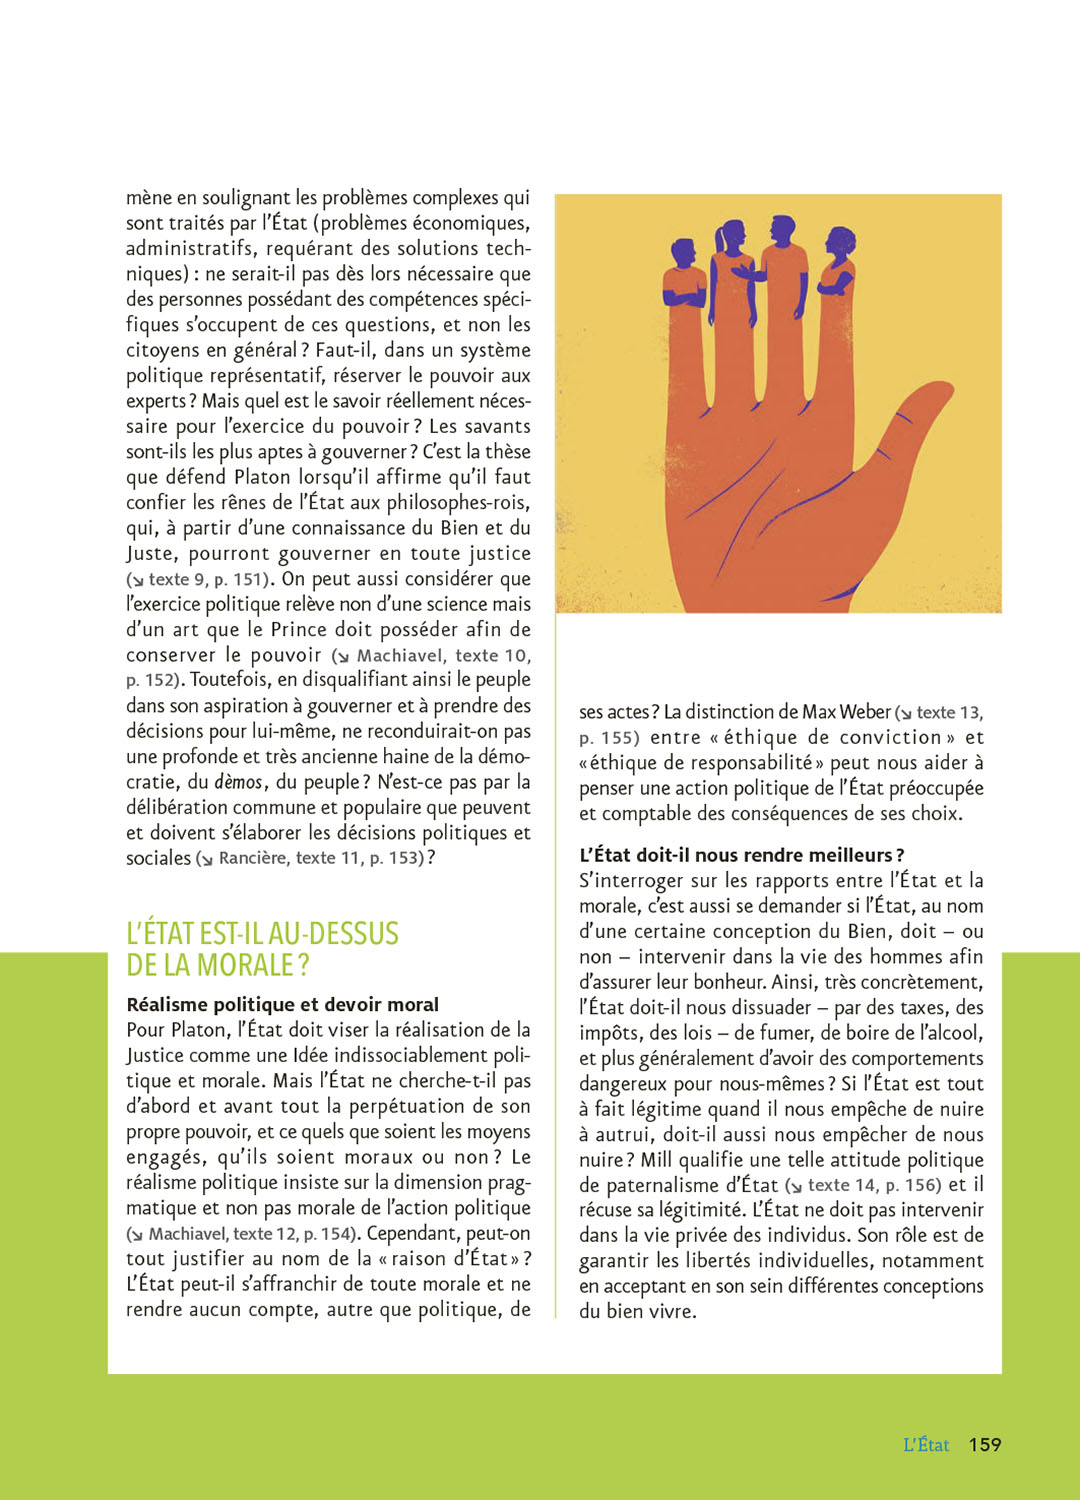 mène en soulignant les problèmes complexes qui
sont traités par l’État (problèmes économiques,
administratifs, requérant des solutions tech-
niques) : ne serait-il pas dès lors nécessaire que
des personnes possédant des compétences spéci-
fiques s’occupent de ces questions, et non les
citoyens en général ? Faut-il, dans un système
politique représentatif, réserver le pouvoir aux
experts ? Mais quel est le savoir réellement néces-
saire pour l’exercice du pouvoir ? Les savants
sont-ils les plus aptes à gouverner ? C’est la thèse
que défend Platon lorsqu’il affirme qu’il faut
confier les rênes de l’État aux philosophes-rois,
qui, à partir d’une connaissance du Bien et du
Juste, pourront gouverner en toute justice
(↘ texte 9, p. 151). On peut aussi considérer que
l’exercice politique relève non d’une science mais
d’un art que le Prince doit posséder afin de
conserver le pouvoir (↘ Machiavel, texte 10,
p. 152). Toutefois, en disqualifiant ainsi le peuple
dans son aspiration à gouverner et à prendre des
décisions pour lui-même, ne reconduirait-on pas
une profonde et très ancienne haine de la démo-
cratie, du dèmos, du peuple ? N’est-ce pas par la
délibération commune et populaire que peuvent
et doivent s’élaborer les décisions politiques et
sociales (↘ Rancière, texte 11, p. 153) ?
L’ÉTAT EST-IL AU-DESSUS
DE LA MORALE ?
Réalisme politique et devoir moral
Pour Platon, l’État doit viser la réalisation de la
Justice comme une Idée indissociablement poli-
tique et morale. Mais l’État ne cherche-t-il pas
d’abord et avant tout la perpétuation de son
propre pouvoir, et ce quels que soient les moyens
engagés, qu’ils soient moraux ou non ? Le
réalisme politique insiste sur la dimension prag-
matique et non pas morale de l’action politique
(↘ Machiavel, texte 12, p. 154). Cependant, peut-on
tout justifier au nom de la « raison d’État » ?
L’État peut-il s’affranchir de toute morale et ne
rendre aucun compte, autre que politique, de
ses actes ? La distinction de Max Weber (↘ texte 13,
p. 155) entre « éthique de conviction » et
« éthique de responsabilité » peut nous aider à
penser une action politique de l’État préoccupée
et comptable des conséquences de ses choix.
L’État doit-il nous rendre meilleurs ?
S’interroger sur les rapports entre l’État et la
morale, c’est aussi se demander si l’État, au nom
d’une certaine conception du Bien, doit – ou
non – intervenir dans la vie des hommes afin
d’assurer leur bonheur. Ainsi, très concrètement,
l’État doit-il nous dissuader – par des taxes, des
impôts, des lois – de fumer, de boire de l’alcool,
et plus généralement d’avoir des comportements
dangereux pour nous-mêmes ? Si l’État est tout
à fait légitime quand il nous empêche de nuire
à autrui, doit-il aussi nous empêcher de nous
nuire ? Mill qualifie une telle attitude politique
de paternalisme d’État (↘ texte 14, p. 156) et il
récuse sa légitimité. L’État ne doit pas intervenir
dans la vie privée des individus. Son rôle est de
garantir les libertés individuelles, notamment
en acceptant en son sein différentes conceptions
du bien vivre.
L’État 159